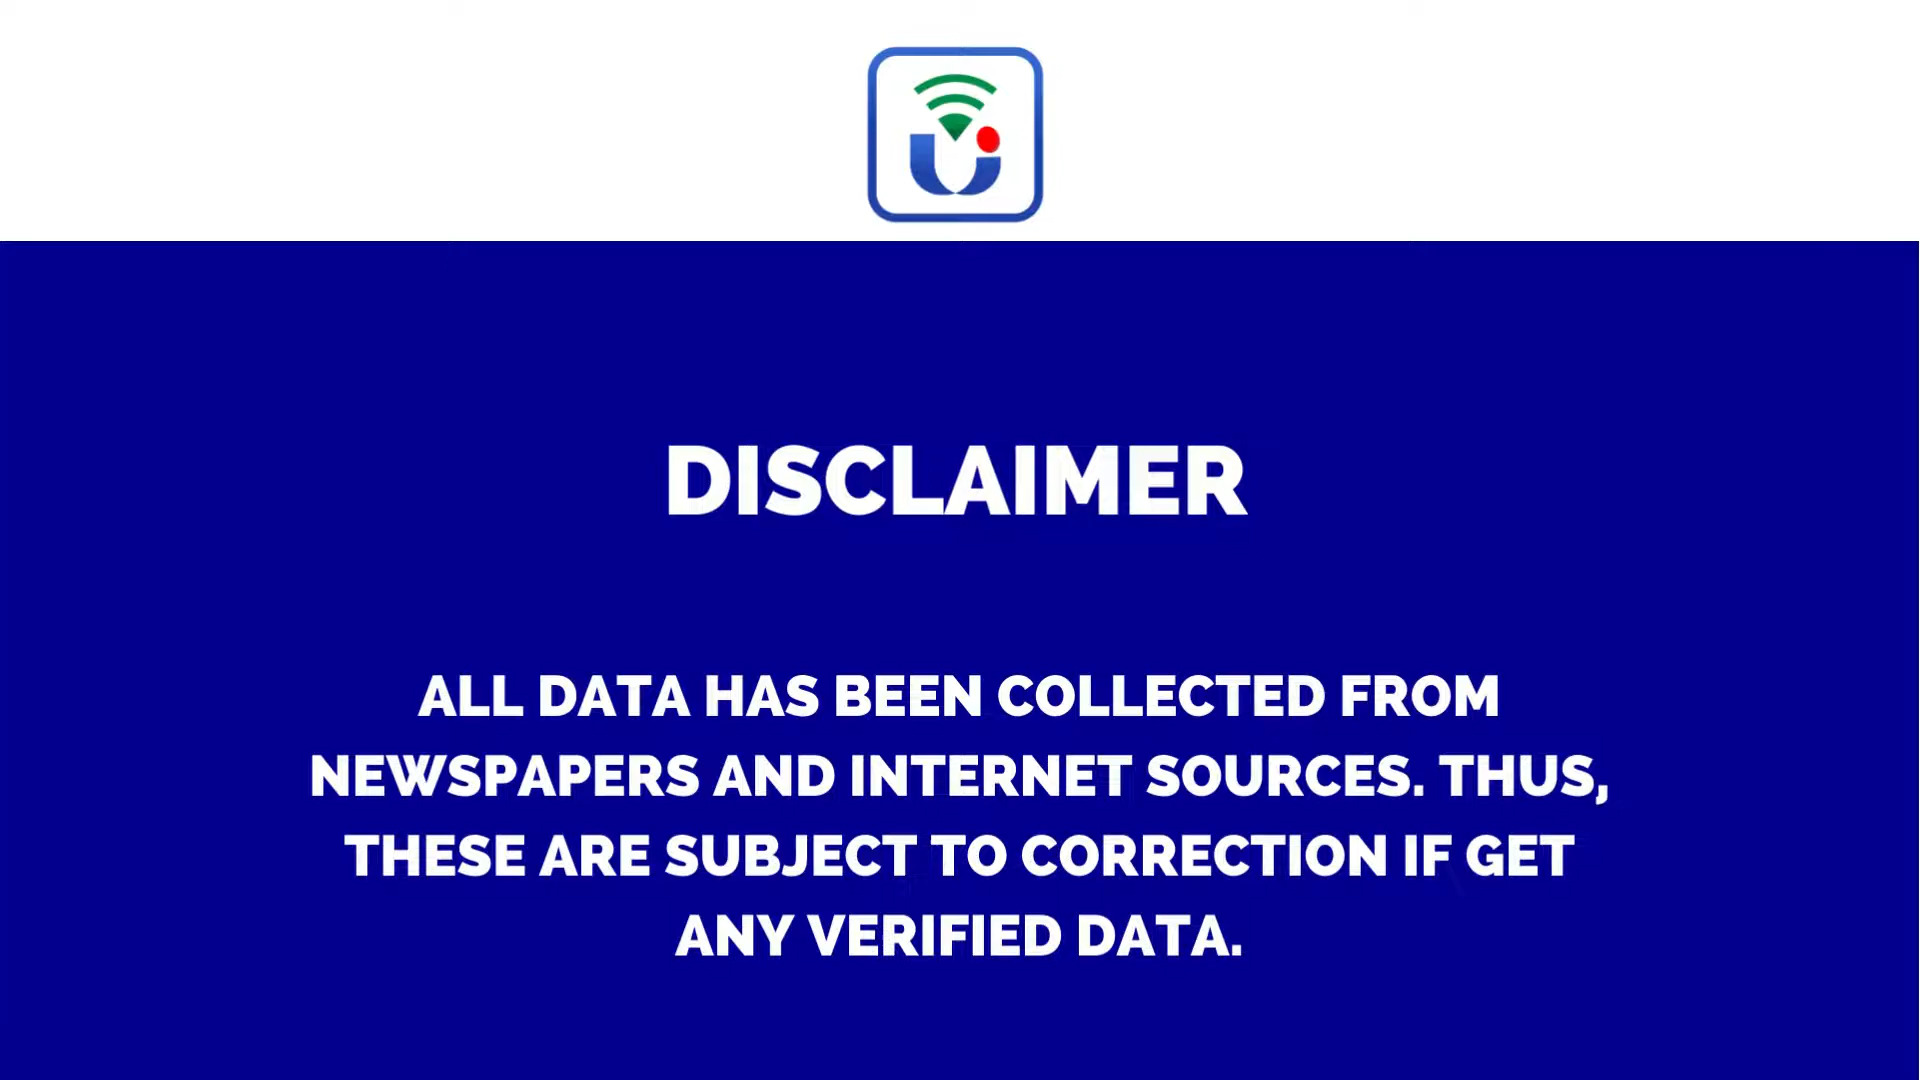 DISCLAIMER
ALL DATA HAS BEEN COLLECTED FROM
NEWSPAPERS AND INTERNET SOURCES. THUS,
THESE ARE SUBJECT TO CORRECTION IF GET
ANY VERIFIED DATA.